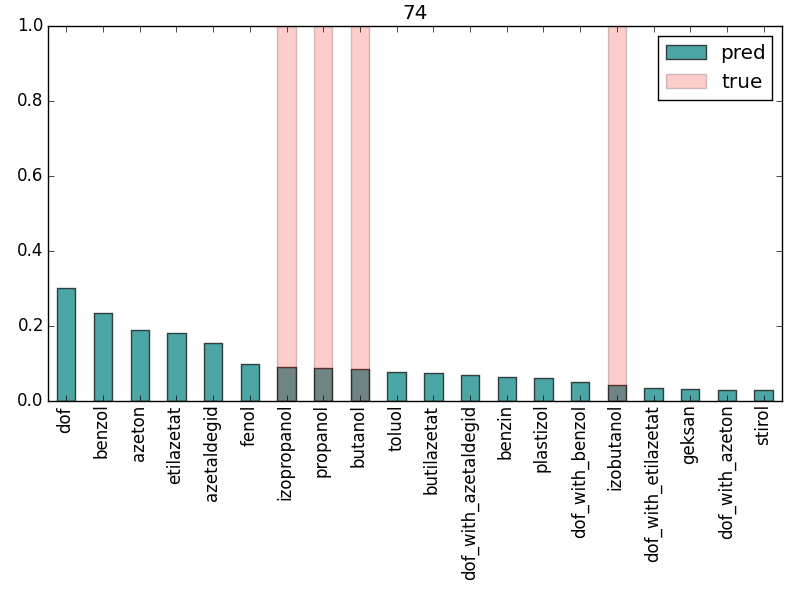 74
pred
true
1.0
0.8
0.6
0.4
0.2
0.0
dof
benzol
azeton
etilazetat
azetaldegid
fenol
izopropanol
propanol
butanol
toluol
butilazetat
dof_with_azetaldegid
benzin
plastizol
dof_with_benzol
izobutanol
dof_with_etilazetat
geksan
dof_with_azeton
stirol